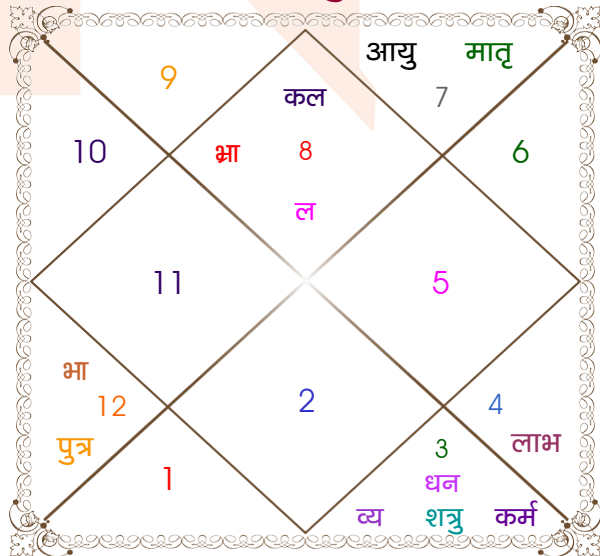 आयु मातृ
9 कल 7
10 भ्रा 8 6
ल
11 5
भा
12 2 4
पुत्र 3 लाभ
1 धन
व्य शत्रु कर्म